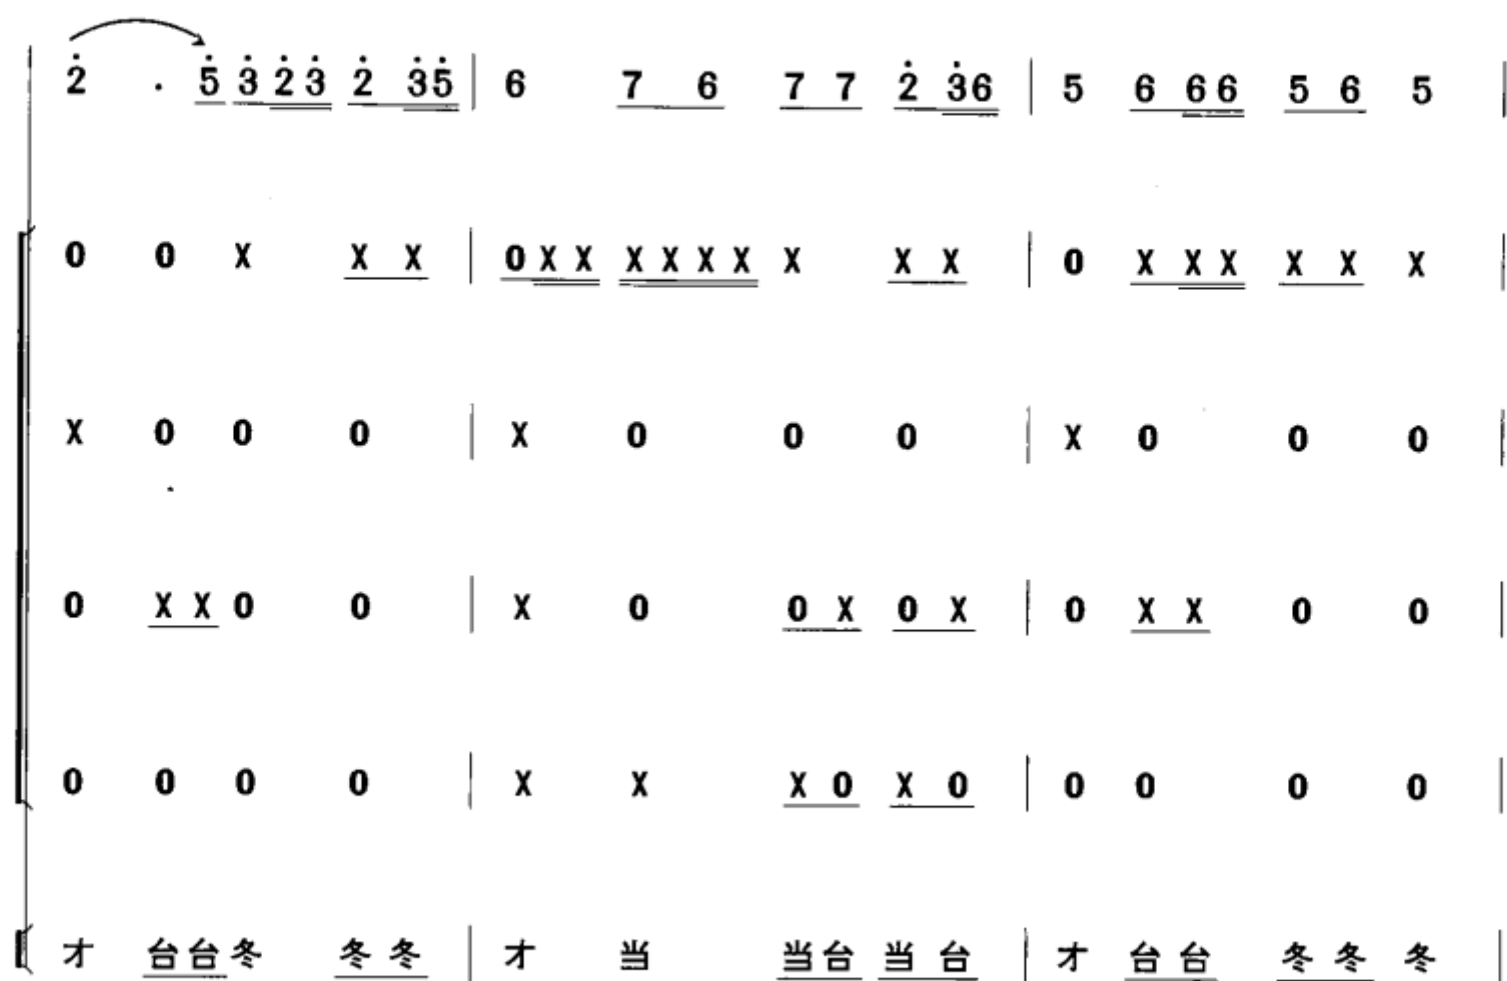 2̇ . 5̇ 3̇ 2̇ 3̇ 2̇ 3̇ 5̇ | 6 7 6 7 7 2̇ 3̇ 6 | 5 6 6 6 5 6 5 |
0 0 X X X | 0 X X X X X X X X X | 0 X X X X X X |
X 0 0 0 | X 0 0 0 | X 0 0 0 |
0 X X 0 0 | X 0 0 X 0 X | 0 X X 0 0 |
0 0 0 0 | X X X 0 X 0 | 0 0 0 0 |
才 台 台 冬 冬 冬 | 才 当 当 台 当 台 | 才 台 台 冬 冬 冬 |